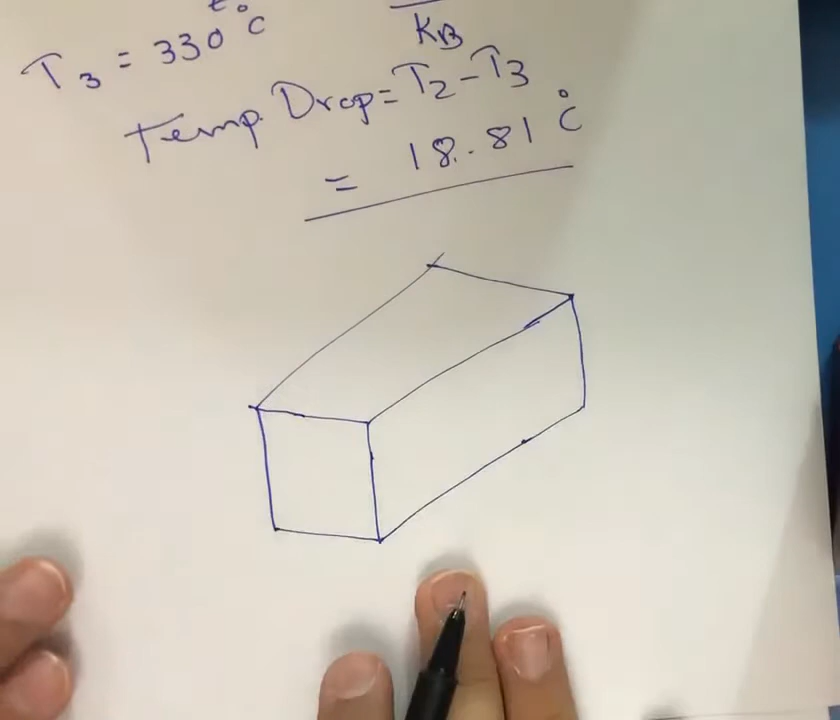 T3 = 330°C
KB
Temp. Drop = T2 - T3
= 18.81°C